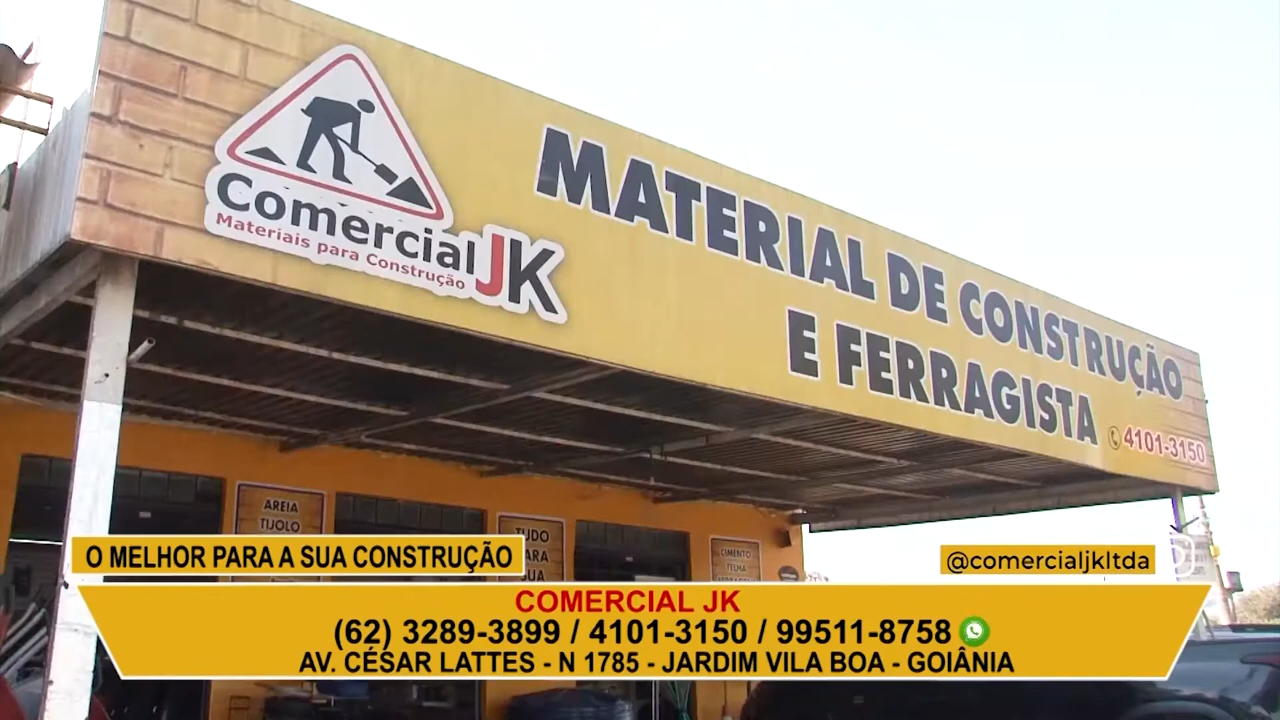 Comercial JK
Materiais para Construção
MATERIAL DE CONSTRUÇÃO
E FERRAGISTA
4101-3150
AREIA
TIJOLO
TUDO
PARA
SUA
CIMENTO
TELHA
O MELHOR PARA A SUA CONSTRUÇÃO
@comercialjkltda
COMERCIAL JK
(62) 3289-3899 / 4101-3150 / 99511-8758
AV. CÉSAR LATTES - N 1785 - JARDIM VILA BOA - GOIÂNIA